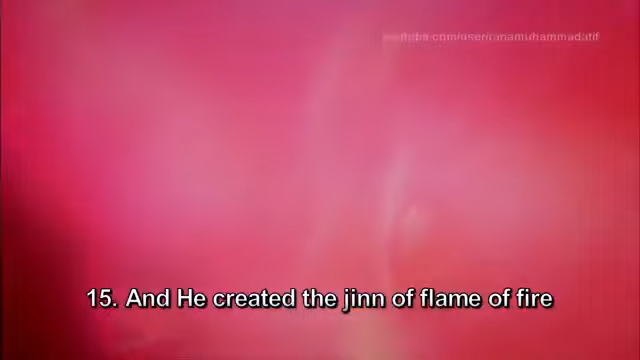 15. And He created the jinn of flame of fire